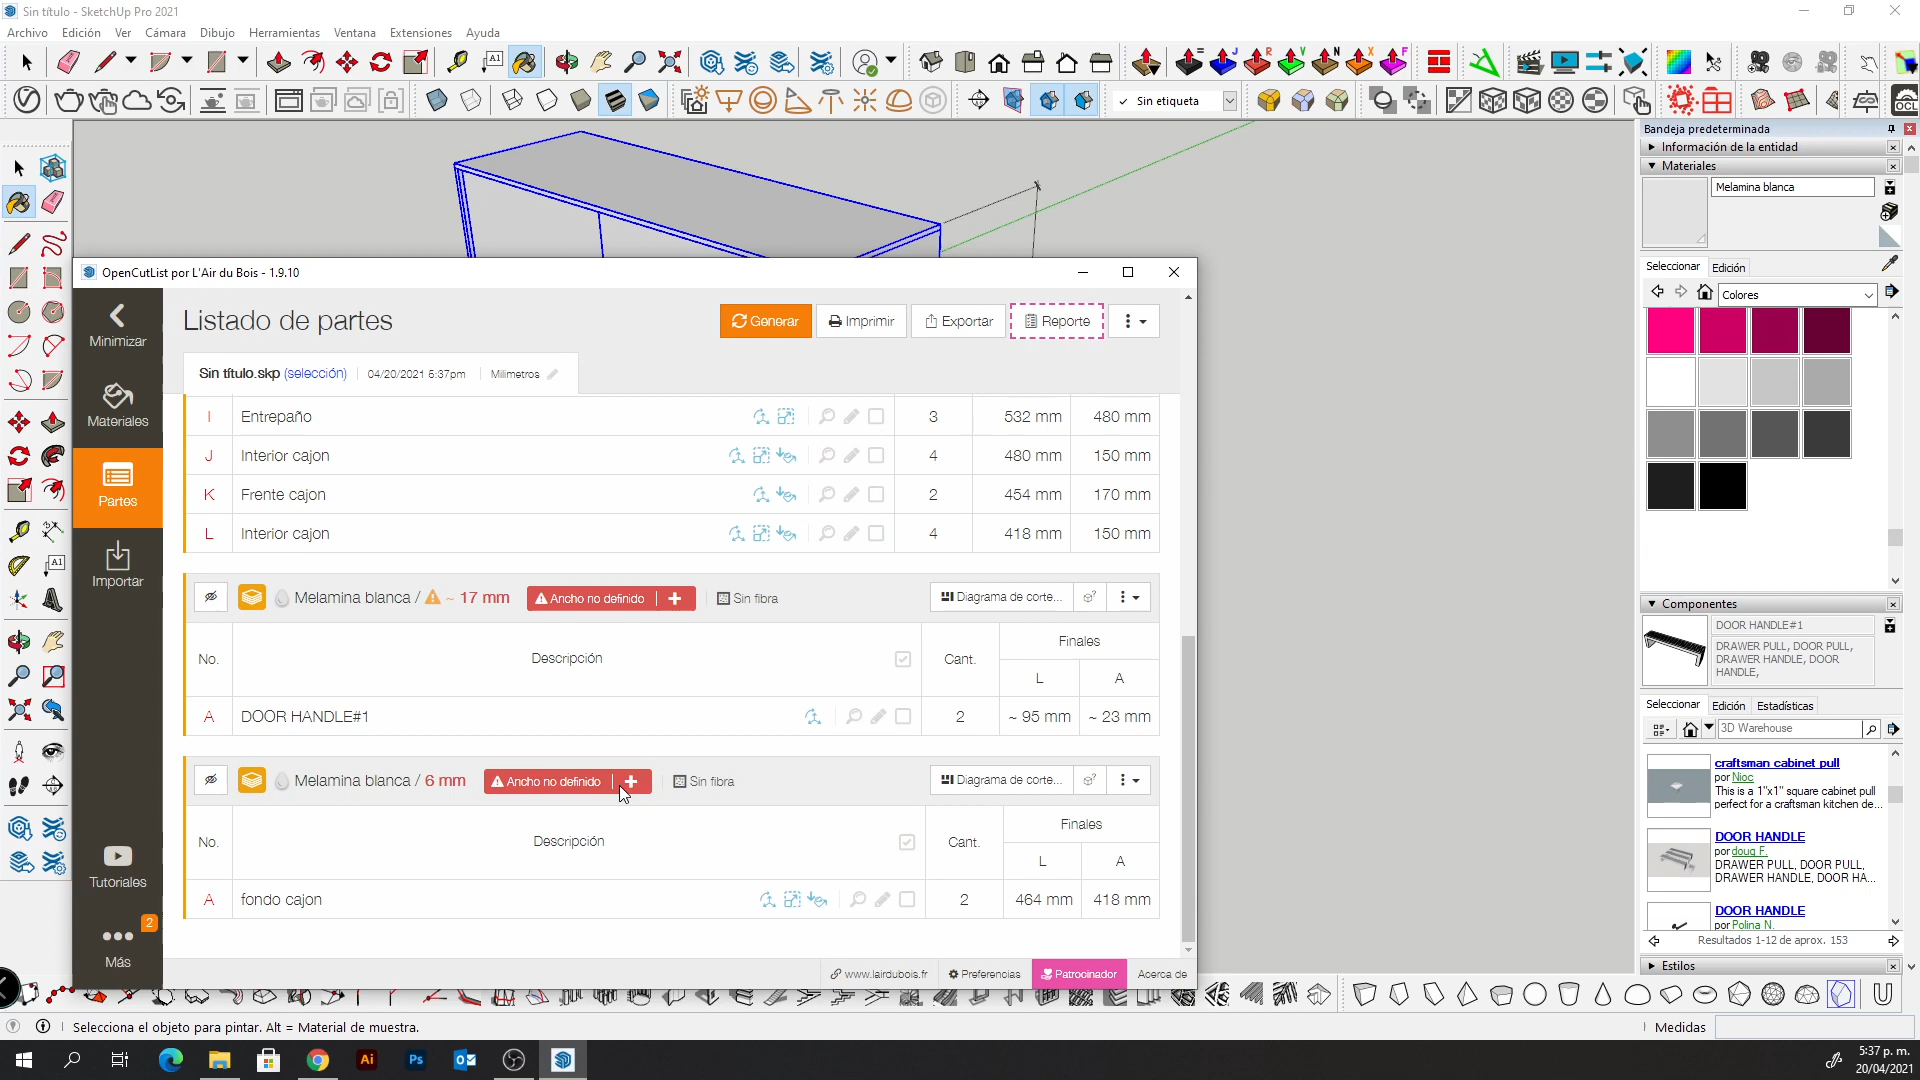 Sin título - SketchUp Pro 2021
Archivo Edición Ver Cámara Dibujo Herramientas Ventana Extensiones Ayuda
Sin etiqueta
OCL
Bandeja predeterminada
Información de la entidad
Materiales
Melamina blanca
Seleccionar Edición
Colores
OpenCutList por L'Air du Bois - 1.9.10
Minimizar
Materiales
Partes
Importar
Tutoriales
2
Más
Listado de partes
Generar Imprimir Exportar Reporte
Sin título.skp (selección) 04/20/2021 5:37pm Milimetros
I Entrepaño 3 532 mm 480 mm
J Interior cajon 4 480 mm 150 mm
K Frente cajon 2 454 mm 170 mm
L Interior cajon 4 418 mm 150 mm
Melamina blanca / ~ 17 mm Ancho no definido + Sin fibra Diagrama de corte...
No. Descripción Cant. Finales
L A
A DOOR HANDLE#1 2 ~ 95 mm ~ 23 mm
Melamina blanca / 6 mm Ancho no definido + Sin fibra Diagrama de corte...
No. Descripción Cant. Finales
L A
A fondo cajon 2 464 mm 418 mm
www.lairdubois.fr Preferencias Patrocinador Acerca de
Componentes
DOOR HANDLE#1
DRAWER PULL, DOOR PULL,
DRAWER HANDLE, DOOR
HANDLE,
Seleccionar Edición Estadísticas
3D Warehouse
craftsman cabinet pull
por Nioc
This is a 1"x1" square cabinet pull
perfect for a craftsman kitchen de...
DOOR HANDLE
por doug F.
DRAWER PULL, DOOR PULL,
DRAWER HANDLE, DOOR HA...
DOOR HANDLE
por Polina N.
Resultados 1-12 de aprox. 153
Estilos
Selecciona el objeto para pintar. Alt = Material de muestra.
Medidas
Ai Ps
5:37 p. m.
20/04/2021